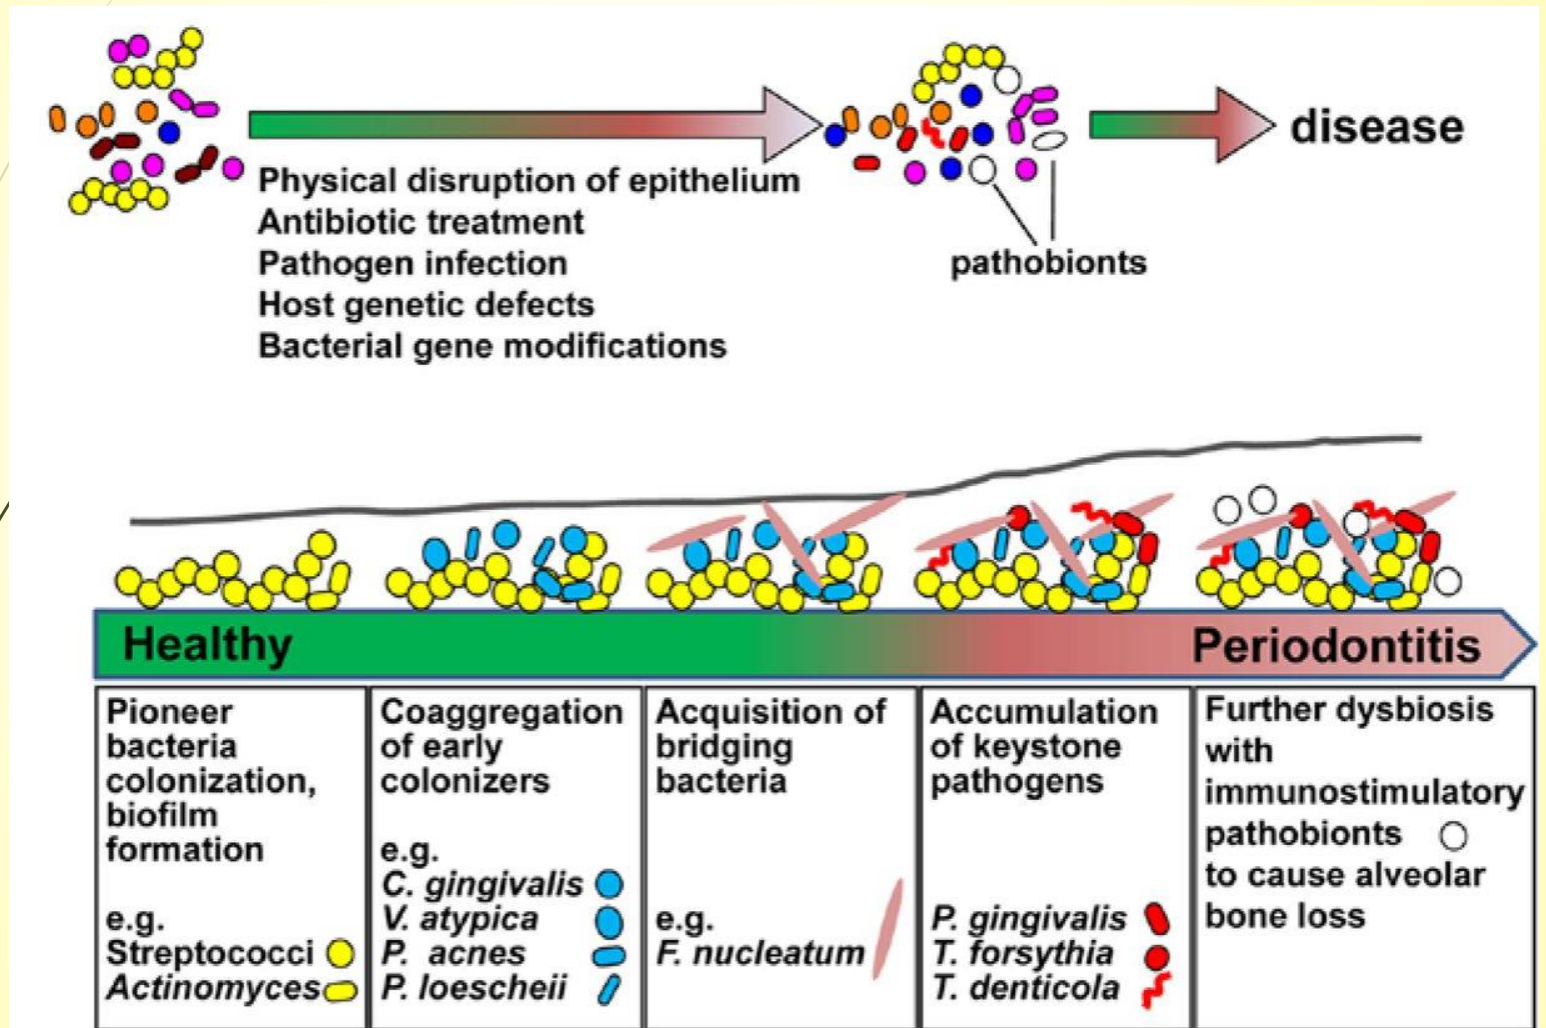 disease
Physical disruption of epithelium
Antibiotic treatment
Pathogen infection
Host genetic defects
Bacterial gene modifications
pathobionts
Healthy
Periodontitis
Pioneer
bacteria
colonization,
biofilm
formation
e.g.
Streptococci
Actinomyces
Coaggregation
of early
colonizers
e.g.
C. gingivalis
V. atypica
P. acnes
P. loescheii
Acquisition of
bridging
bacteria
e.g.
F. nucleatum
Accumulation
of keystone
pathogens
P. gingivalis
T. forsythia
T. denticola
Further dysbiosis
with
immunostimulatory
pathobionts
to cause alveolar
bone loss